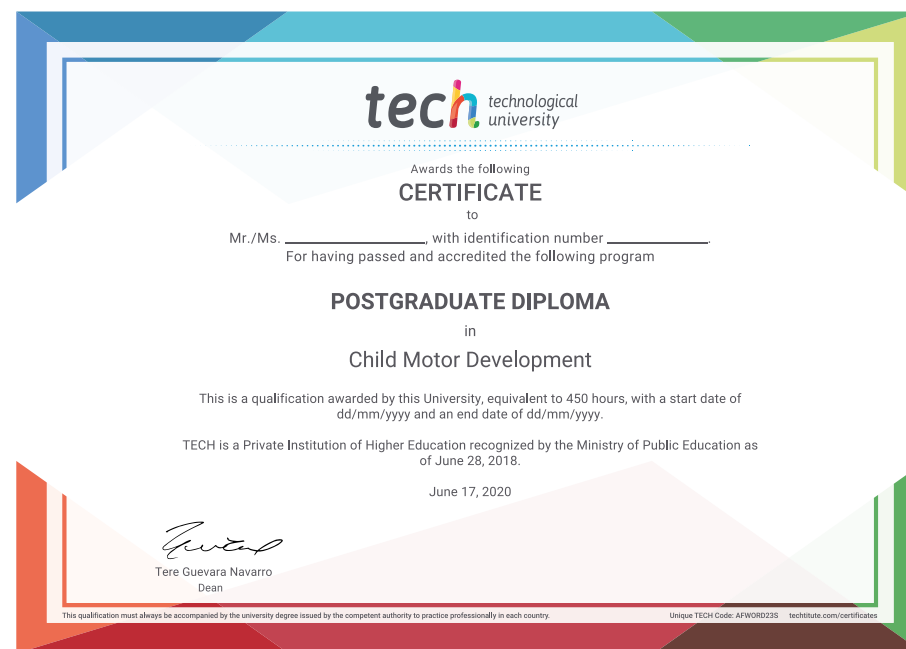 tech technological
university
Awards the following
CERTIFICATE
to
Mr./Ms. ____________________, with identification number ______________.
For having passed and accredited the following program
POSTGRADUATE DIPLOMA
in
Child Motor Development
This is a qualification awarded by this University, equivalent to 450 hours, with a start date of
dd/mm/yyyy and an end date of dd/mm/yyyy.
TECH is a Private Institution of Higher Education recognized by the Ministry of Public Education as
of June 28, 2018.
June 17, 2020
Tere Guevara Navarro
Dean
This qualification must always be accompanied by the university degree issued by the competent authority to practice professionally in each country.
Unique TECH Code: AFWORD23S techtitute.com/certificates